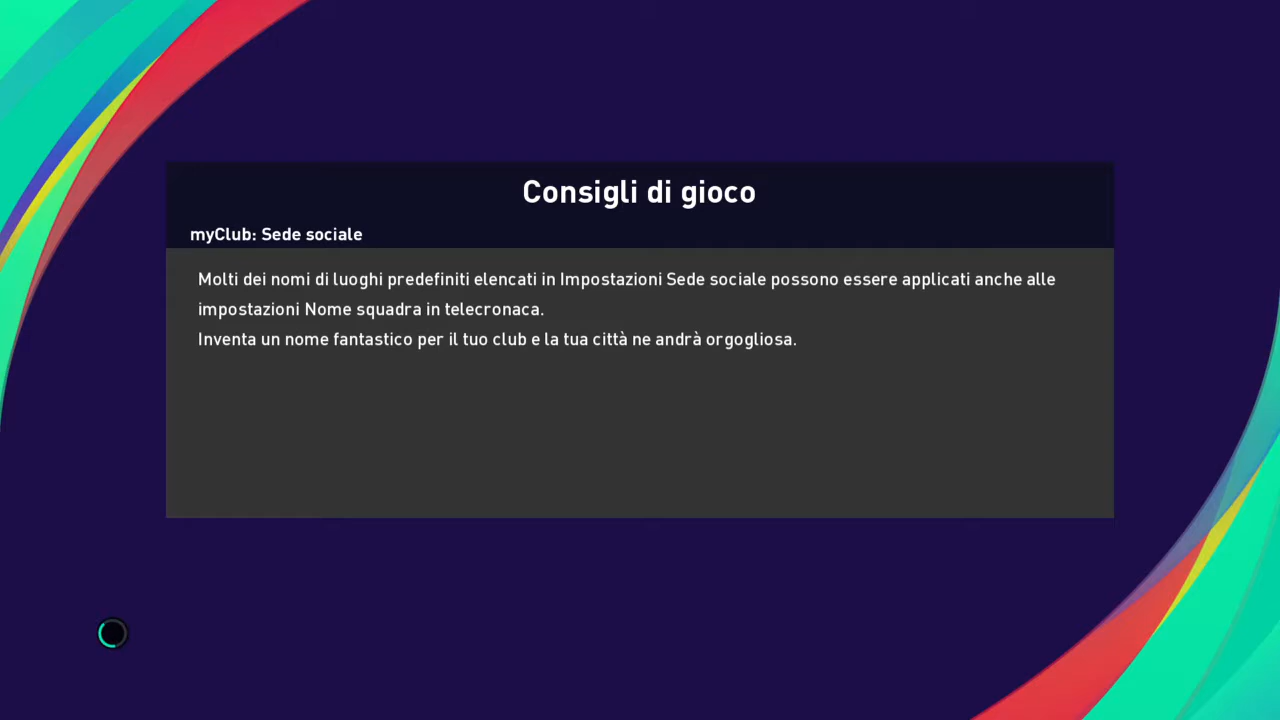 Consigli di gioco
myClub: Sede sociale
Molti dei nomi di luoghi predefiniti elencati in Impostazioni Sede sociale possono essere applicati anche alle
impostazioni Nome squadra in telecronaca.
Inventa un nome fantastico per il tuo club e la tua città ne andrà orgogliosa.